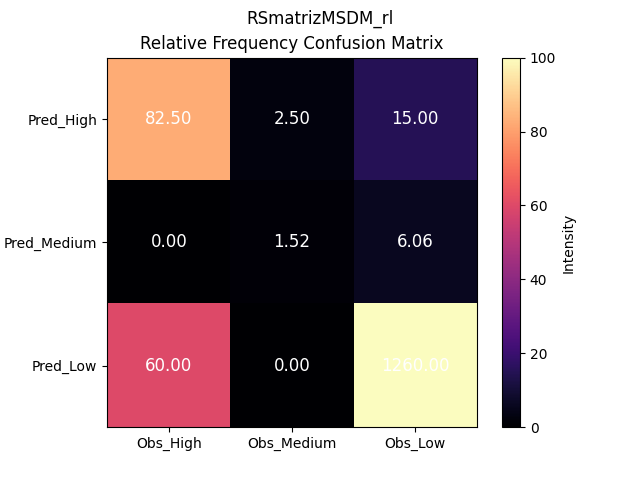 RSmatrizMSDM_rl
Relative Frequency Confusion Matrix
Pred_High 82.50 2.50 15.00
Pred_Medium 0.00 1.52 6.06
Pred_Low 60.00 0.00 1260.00
Obs_High Obs_Medium Obs_Low
100
80
60
40
20
0
Intensity